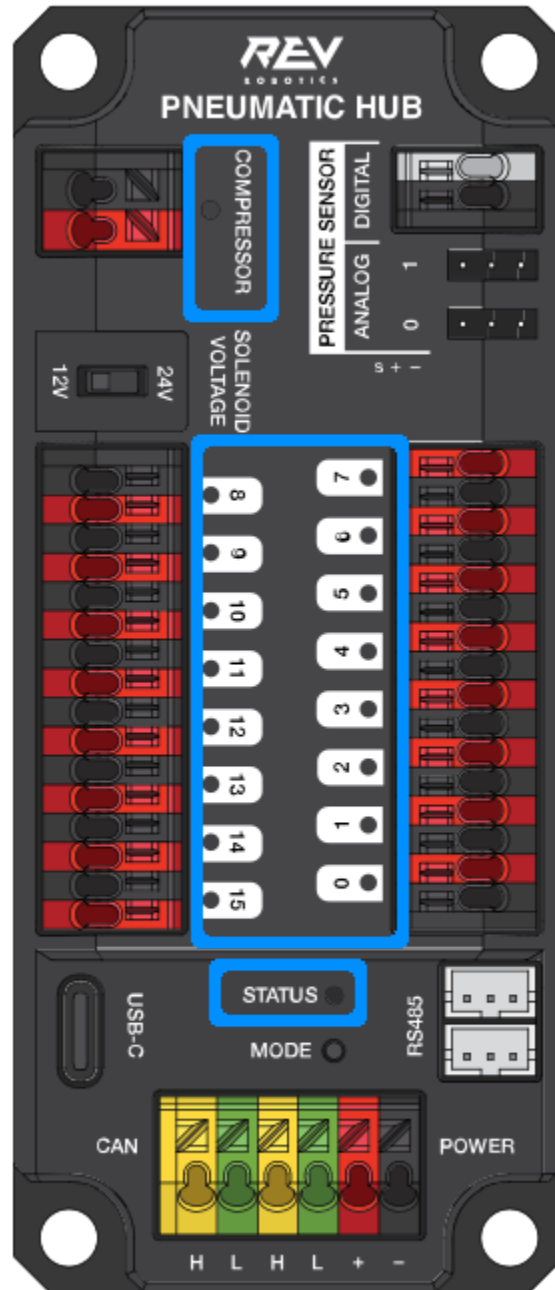 REV
ROBOTICS
PNEUMATIC HUB
COMPRESSOR
PRESSURE SENSOR
DIGITAL
ANALOG
1
0
S + -
12V
24V
SOLENOID
VOLTAGE
8
9
10
11
12
13
14
15
7
6
5
4
3
2
1
0
USB-C
STATUS
MODE
RS485
CAN
POWER
H L H L + -